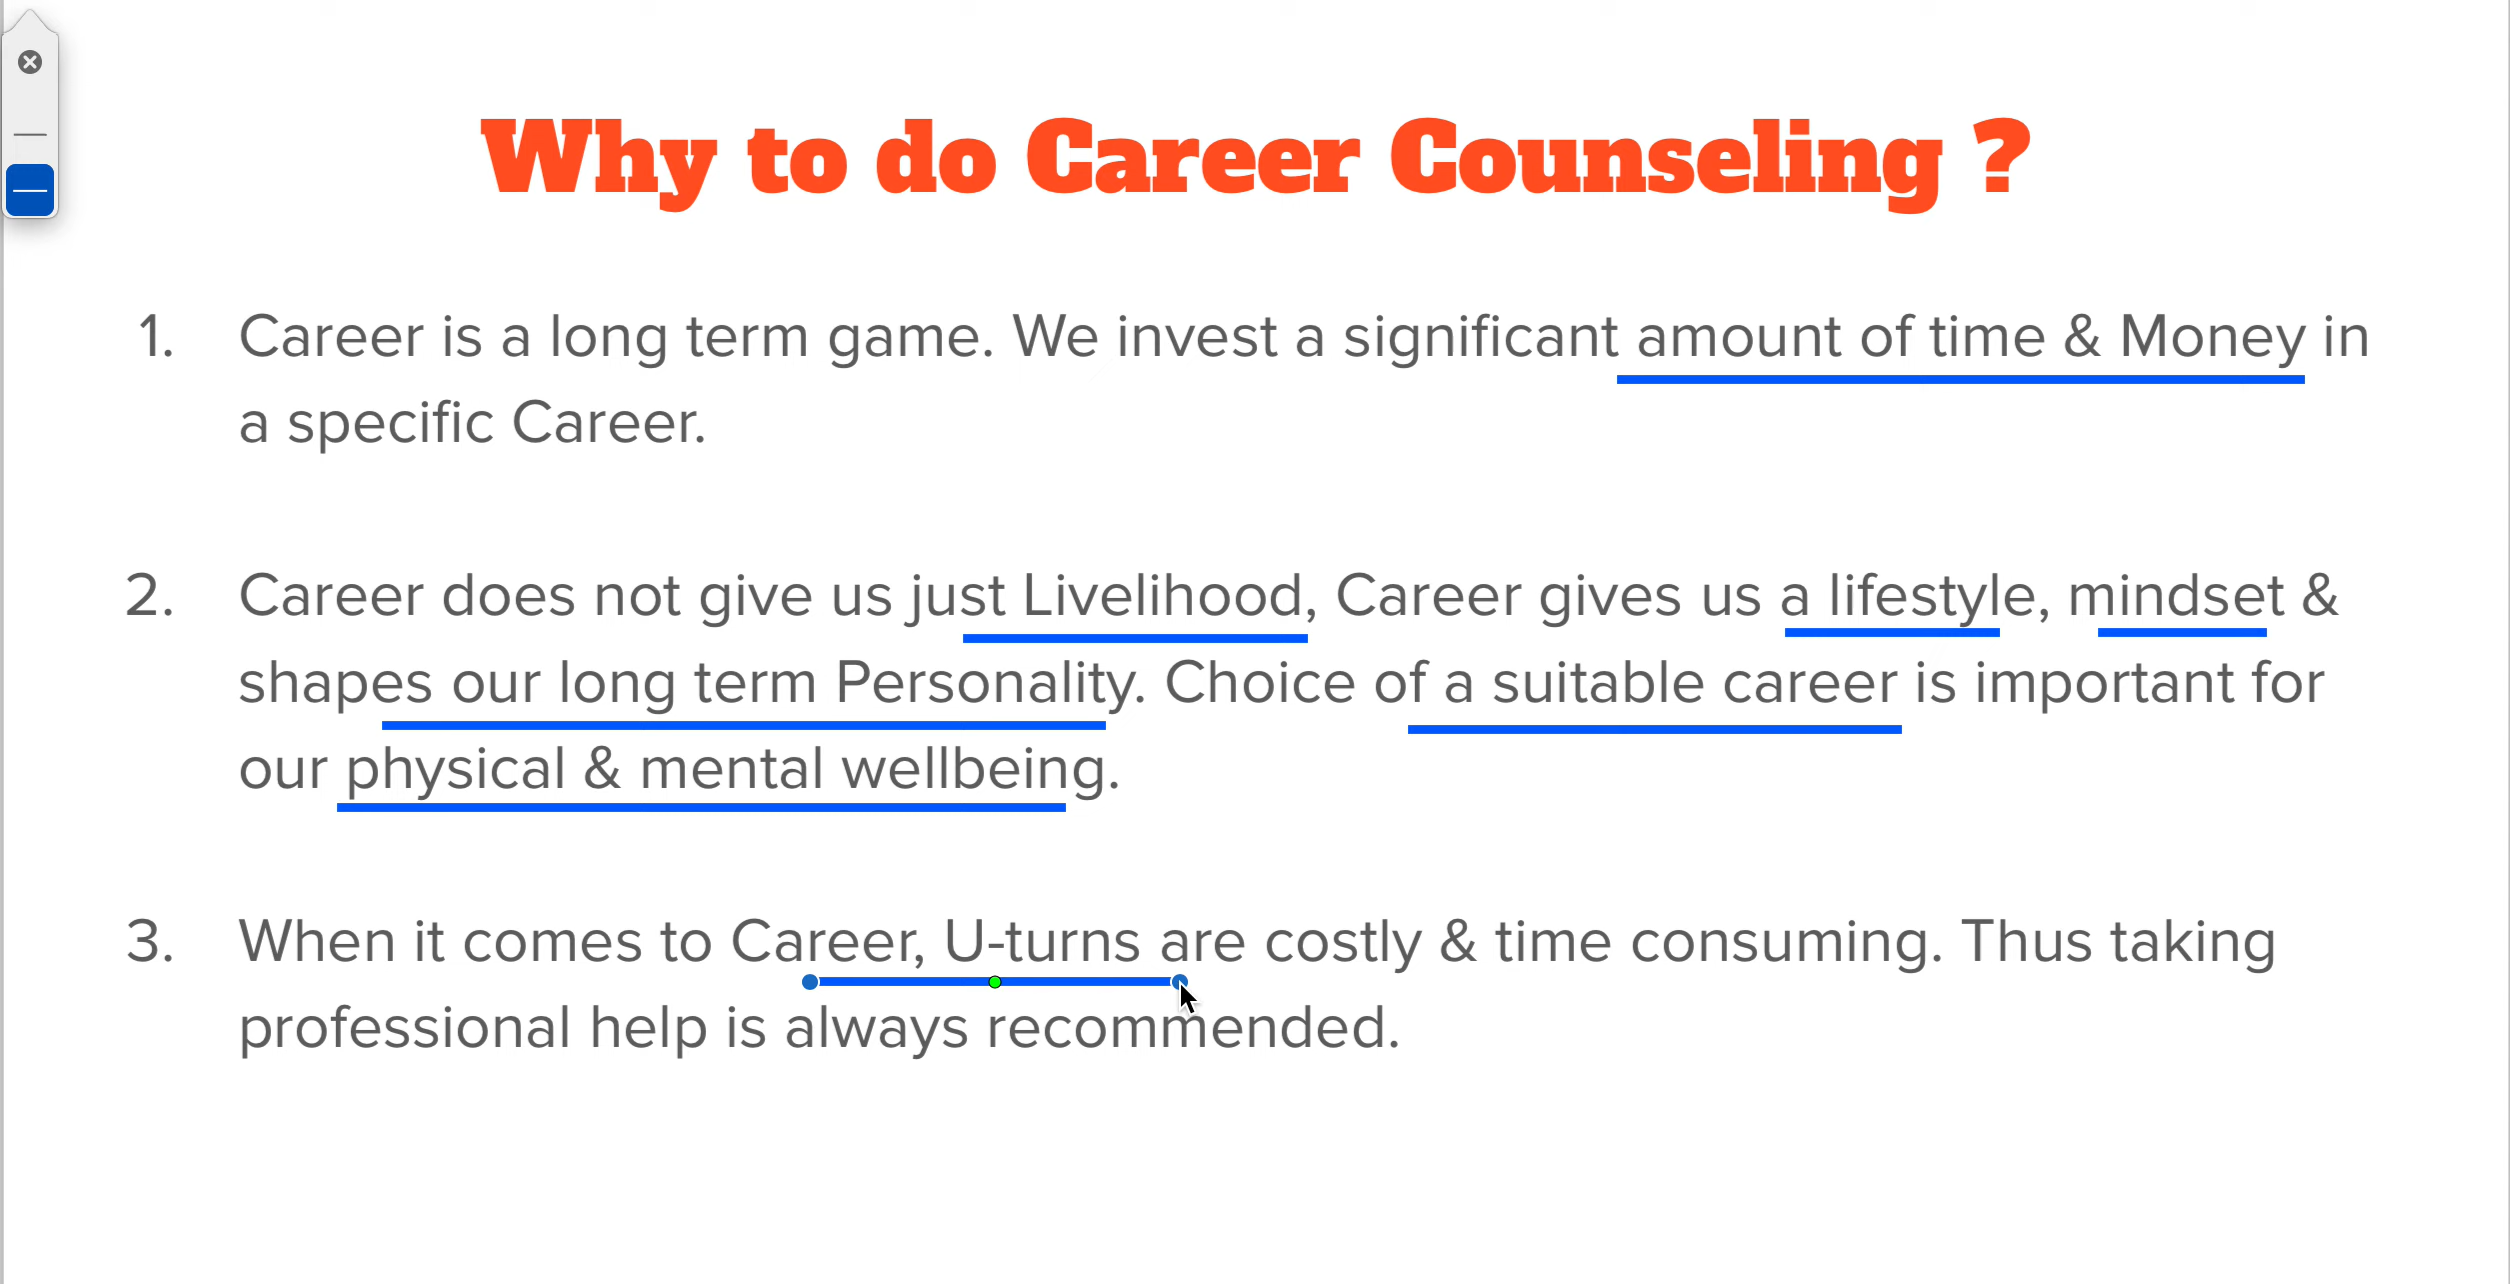 Why to do Career Counseling ?
1. Career is a long term game. We invest a significant amount of time & Money in
a specific Career.
2. Career does not give us just Livelihood, Career gives us a lifestyle, mindset &
shapes our long term Personality. Choice of a suitable career is important for
our physical & mental wellbeing.
3. When it comes to Career, U-turns are costly & time consuming. Thus taking
professional help is always recommended.